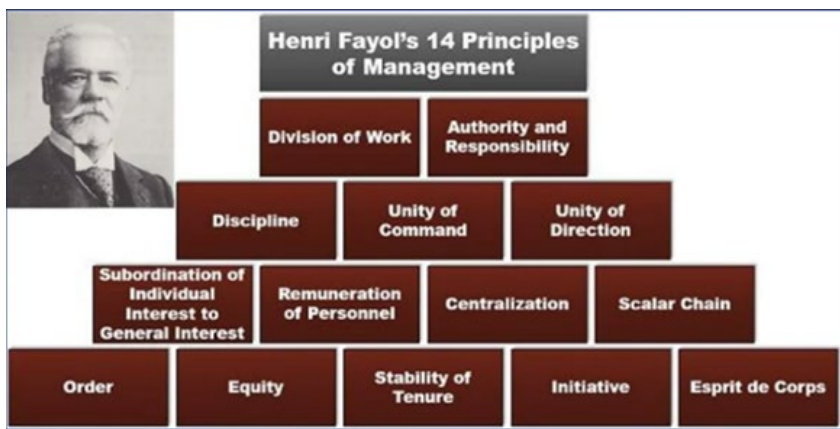 Henri Fayol's 14 Principles
of Management
Division of Work
Authority and
Responsibility
Discipline
Unity of
Command
Unity of
Direction
Subordination of
Individual
Interest to
General Interest
Remuneration
of Personnel
Centralization
Scalar Chain
Order
Equity
Stability of
Tenure
Initiative
Esprit de Corps